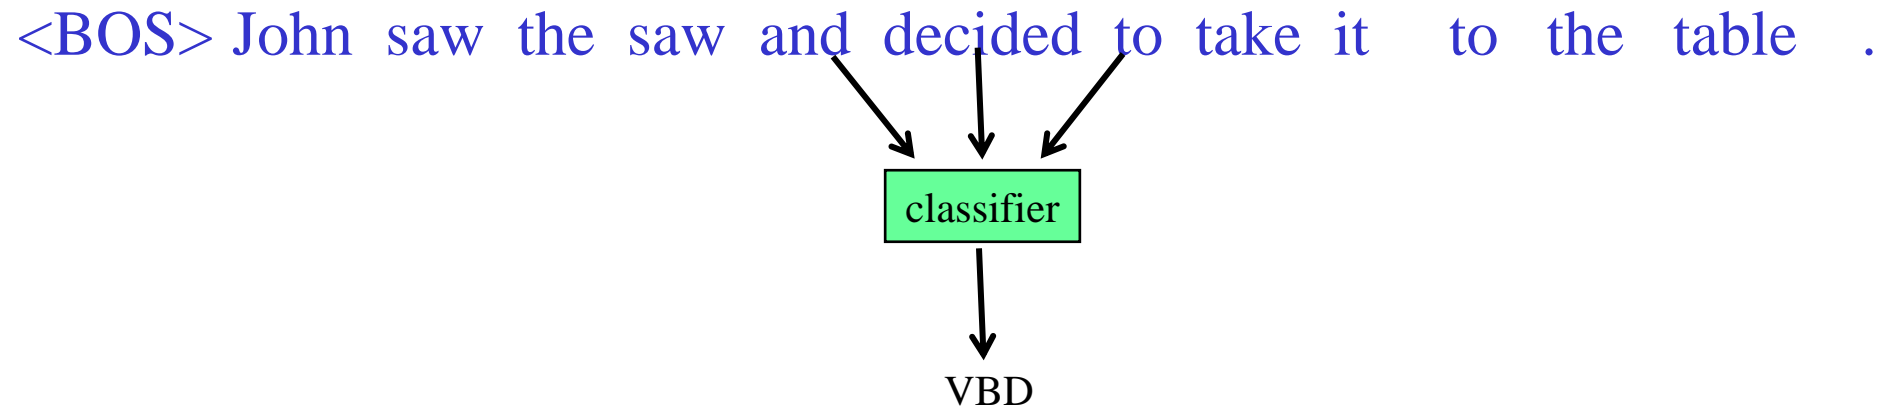 <BOS> John saw the saw and decided to take it to the table .
classifier
VBD